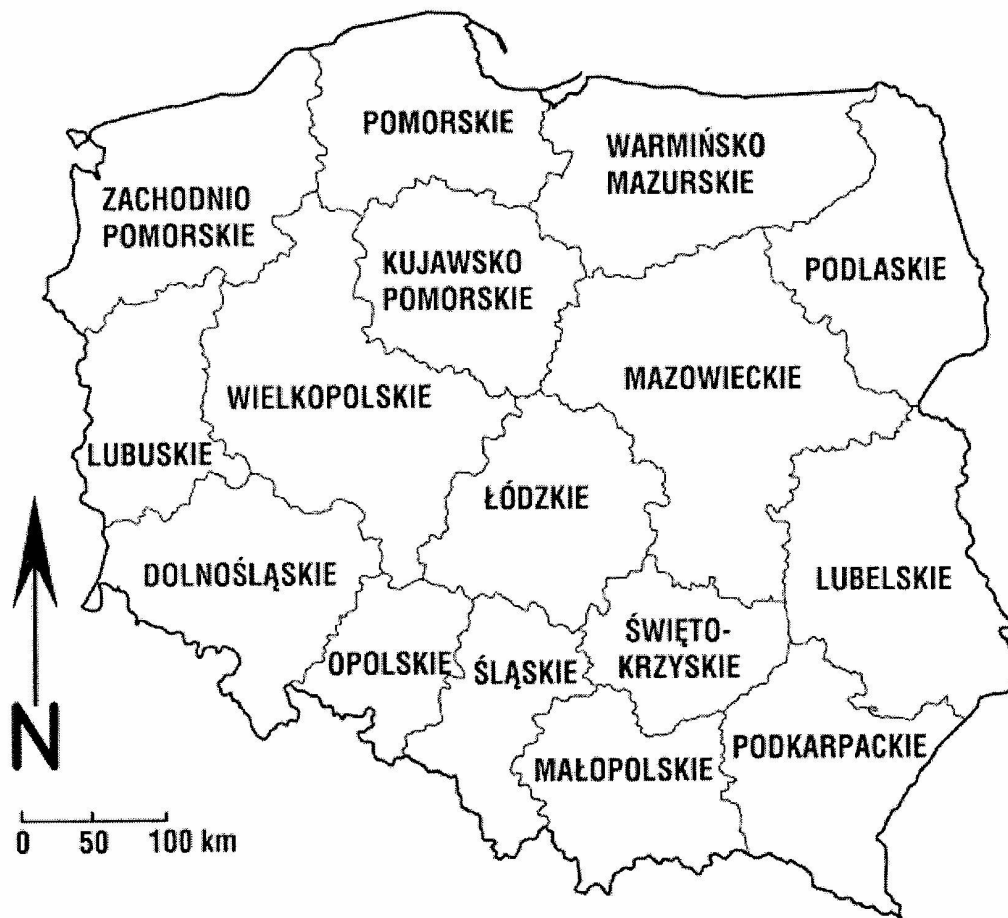 POMORSKIE
WARMIŃSKO
MAZURSKIE
ZACHODNIO
POMORSKIE
KUJAWSKO
POMORSKIE
PODLASKIE
MAZOWIECKIE
WIELKOPOLSKIE
LUBUSKIE
ŁÓDZKIE
DOLNOŚLĄSKIE
LUBELSKIE
ŚWIĘTO-
KRZYSKIE
OPOLSKIE
ŚLĄSKIE
N
PODKARPACKIE
MAŁOPOLSKIE
0 50 100 km